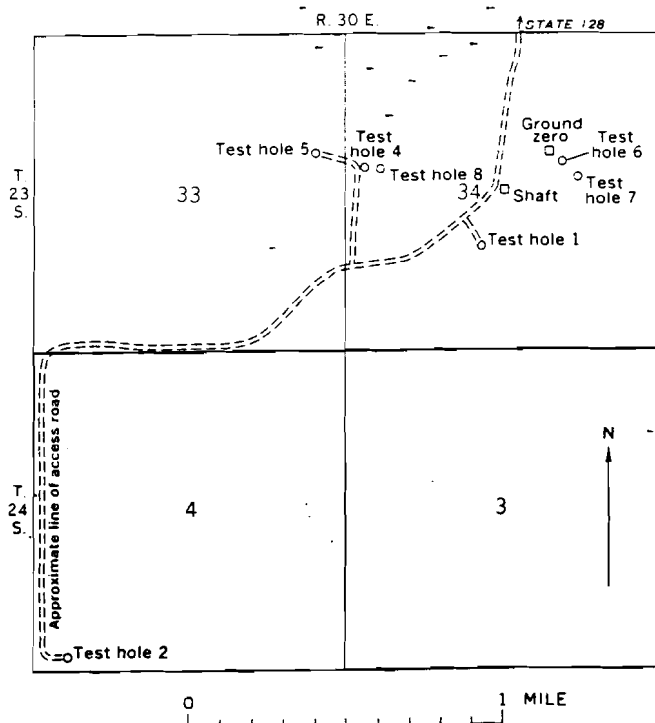 R. 30 E.
STATE 128
Ground
zero
Test hole 5
Test
hole 4
Test
hole 6
T.
23
S.
33
Test hole 8
34
Shaft
Test
hole 7
Test hole 1
Approximate line of access road
N
T.
24
S.
4
3
Test hole 2
0
1 MILE